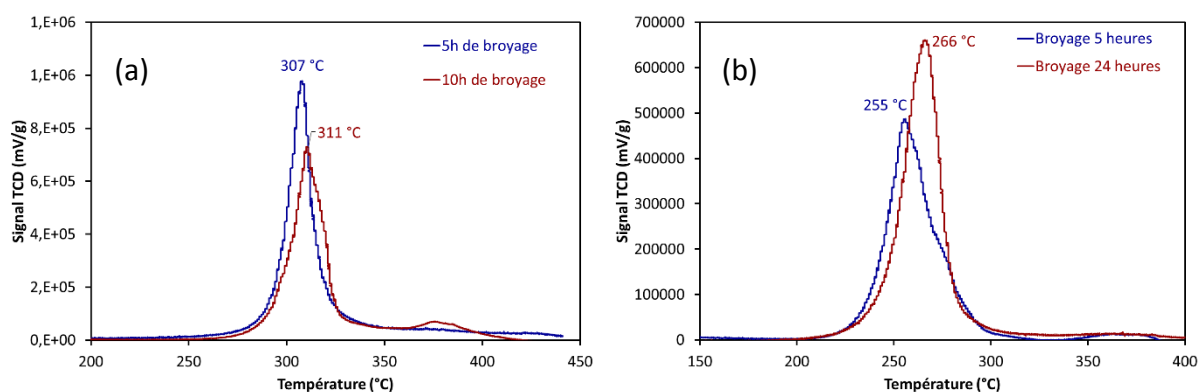 (a)
Signal TCD (mV/g)
1,E+06
1,E+06
8,E+05
6,E+05
4,E+05
2,E+05
0,E+00
307 °C
311 °C
5h de broyage
10h de broyage
200
250
300
350
400
450
Température (°C)
(b)
Signal TCD (mV/g)
700000
600000
500000
400000
300000
200000
100000
0
255 °C
266 °C
Broyage 5 heures
Broyage 24 heures
150
200
250
300
350
400
Température (°C)